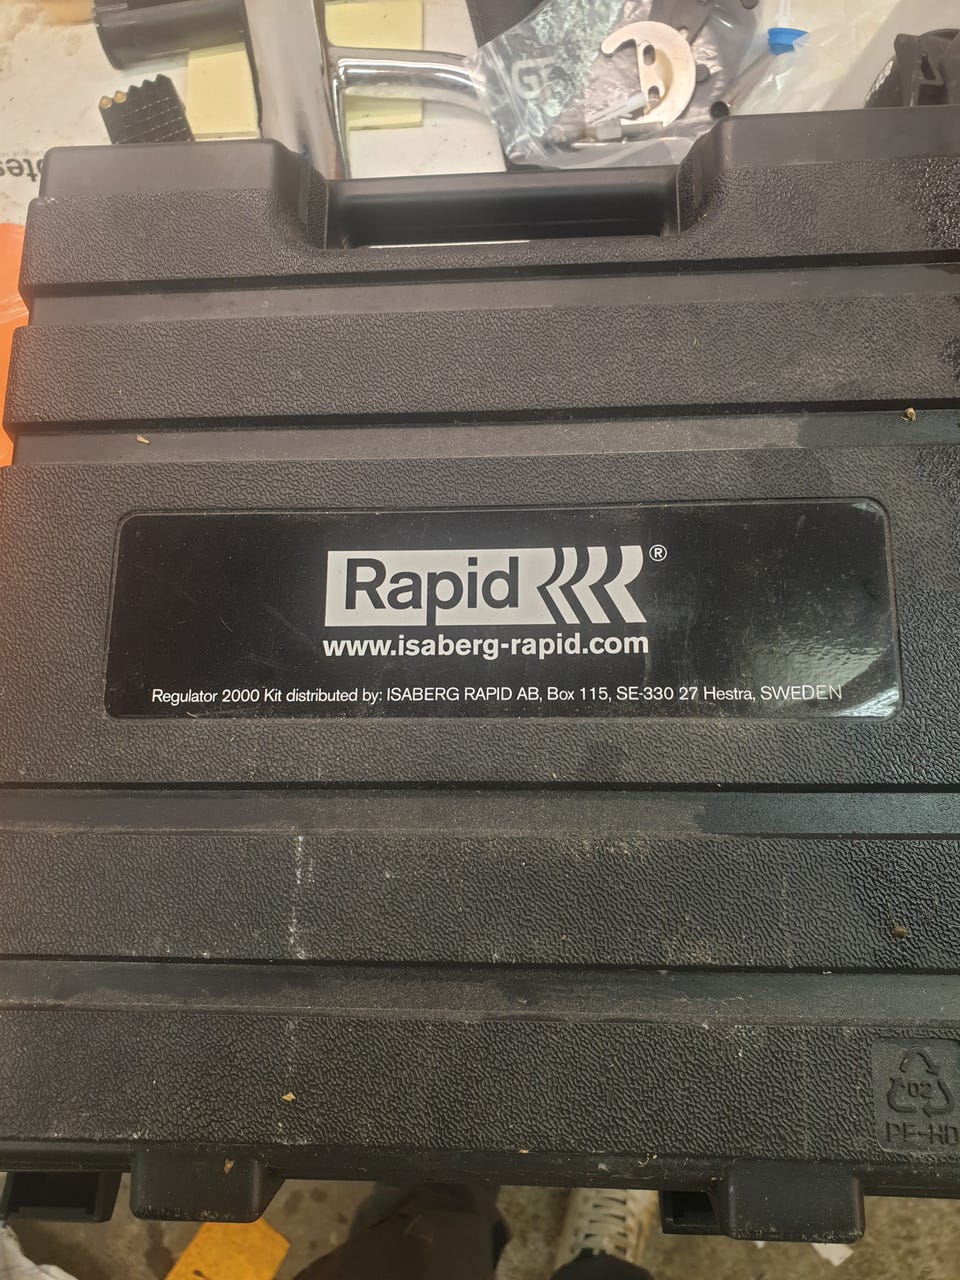 Rapid ®
www.isaberg-rapid.com
Regulator 2000 Kit distributed by: ISABERG RAPID AB, Box 115, SE-330 27 Hestra, SWEDEN
02
PE-HD